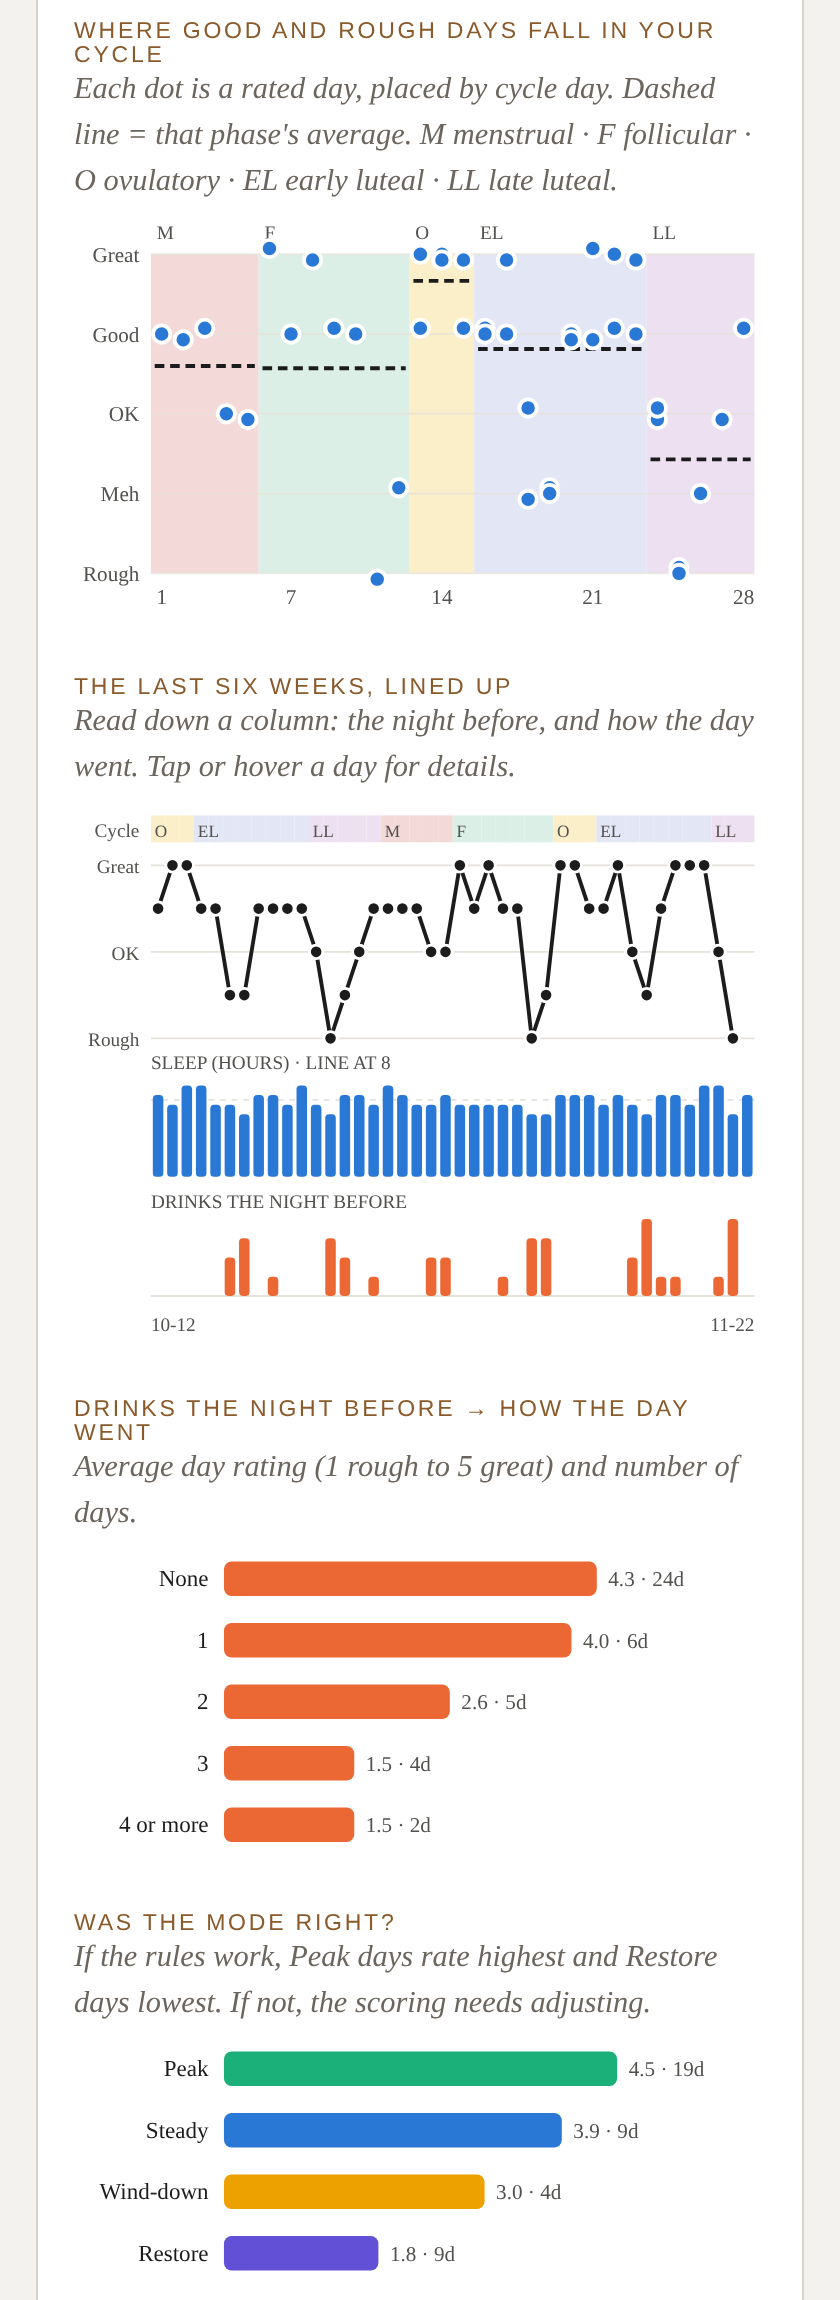 WHERE GOOD AND ROUGH DAYS FALL IN YOUR
CYCLE
Each dot is a rated day, placed by cycle day. Dashed
line = that phase's average. M menstrual · F follicular ·
O ovulatory · EL early luteal · LL late luteal.
M F O EL LL
Great
Good
OK
Meh
Rough
1 7 14 21 28
THE LAST SIX WEEKS, LINED UP
Read down a column: the night before, and how the day
went. Tap or hover a day for details.
Cycle O EL LL M F O EL LL
Great
OK
Rough
SLEEP (HOURS) · LINE AT 8
DRINKS THE NIGHT BEFORE
10-12 11-22
DRINKS THE NIGHT BEFORE → HOW THE DAY
WENT
Average day rating (1 rough to 5 great) and number of
days.
None 4.3 · 24d
1 4.0 · 6d
2 2.6 · 5d
3 1.5 · 4d
4 or more 1.5 · 2d
WAS THE MODE RIGHT?
If the rules work, Peak days rate highest and Restore
days lowest. If not, the scoring needs adjusting.
Peak 4.5 · 19d
Steady 3.9 · 9d
Wind-down 3.0 · 4d
Restore 1.8 · 9d